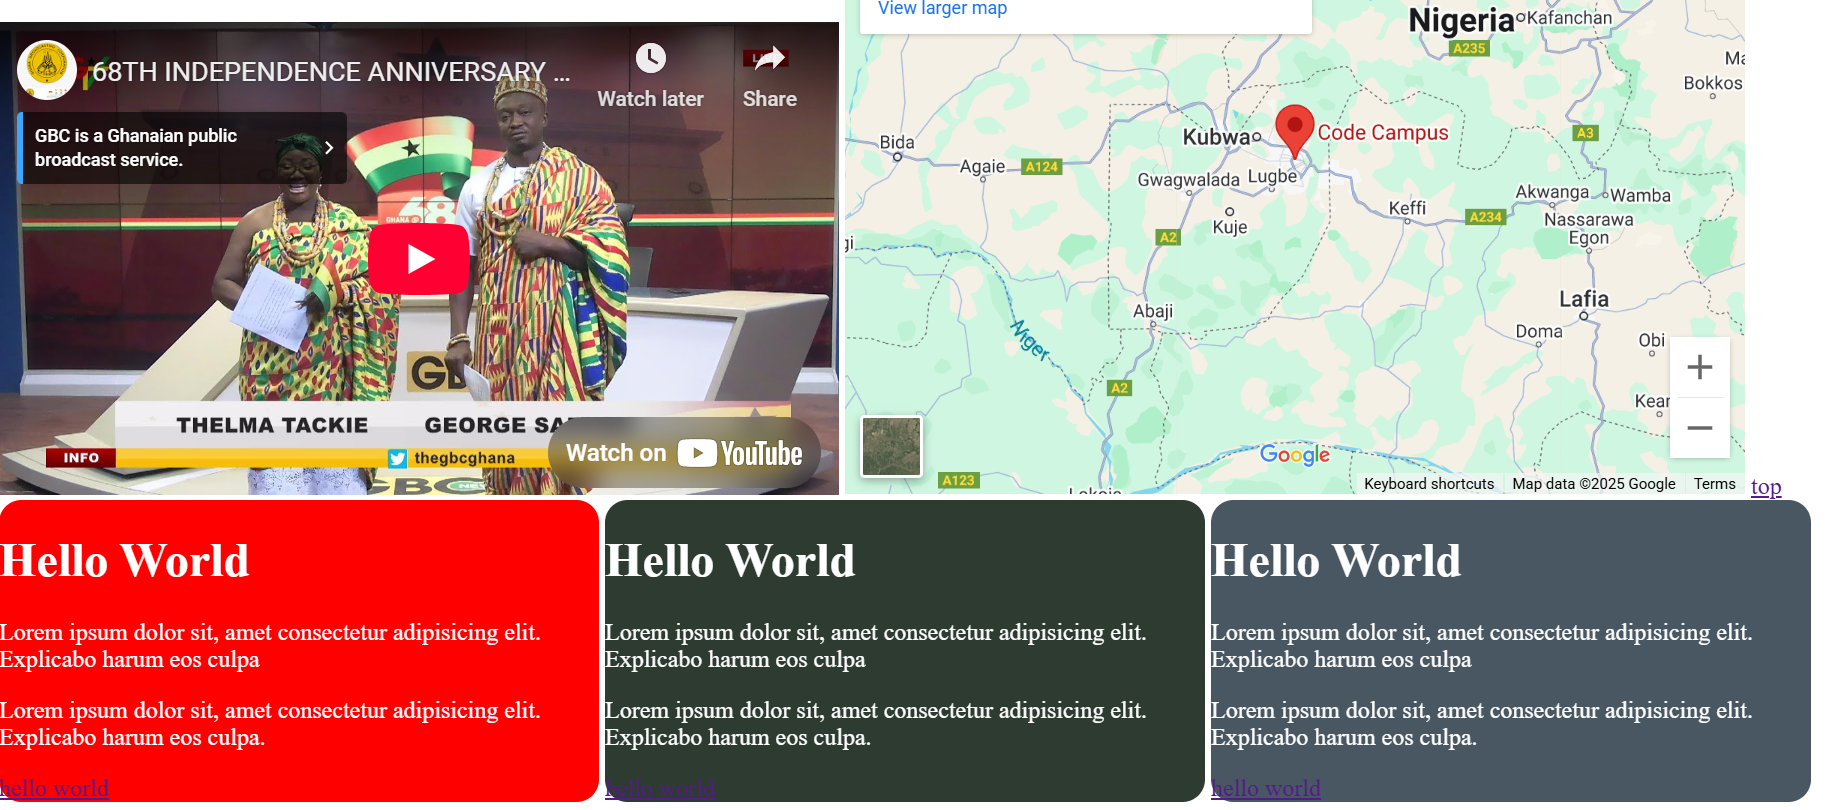 68TH INDEPENDENCE ANNIVERSARY ...
Watch later
Share
GBC is a Ghanaian public
broadcast service.
GHANA
68
THELMA TACKIE
GEORGE SA
INFO
thegbcghana
Watch on YouTube
View larger map
Nigeria
Kafanchan
A235
Bokkos
Bida
Kubwa
Code Campus
A3
Agaie
A124
Gwagwalada
Lugbe
Akwanga
Wamba
Keffi
A234
Nassarawa
Egon
Kuje
A2
Abaji
Lafia
Niger
Doma
Obi
A2
Google
A123
Keyboard shortcuts
Map data ©2025 Google
Terms
top
Hello World
Lorem ipsum dolor sit, amet consectetur adipisicing elit.
Explicabo harum eos culpa
Lorem ipsum dolor sit, amet consectetur adipisicing elit.
Explicabo harum eos culpa.
hello world
Hello World
Lorem ipsum dolor sit, amet consectetur adipisicing elit.
Explicabo harum eos culpa
Lorem ipsum dolor sit, amet consectetur adipisicing elit.
Explicabo harum eos culpa.
hello world
Hello World
Lorem ipsum dolor sit, amet consectetur adipisicing elit.
Explicabo harum eos culpa
Lorem ipsum dolor sit, amet consectetur adipisicing elit.
Explicabo harum eos culpa.
hello world